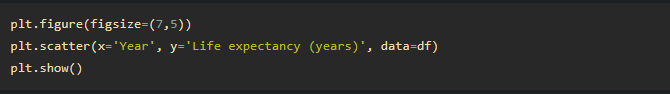 plt.figure(figsize=(7,5))
plt.scatter(x='Year', y='Life expectancy (years)', data=df)
plt.show()